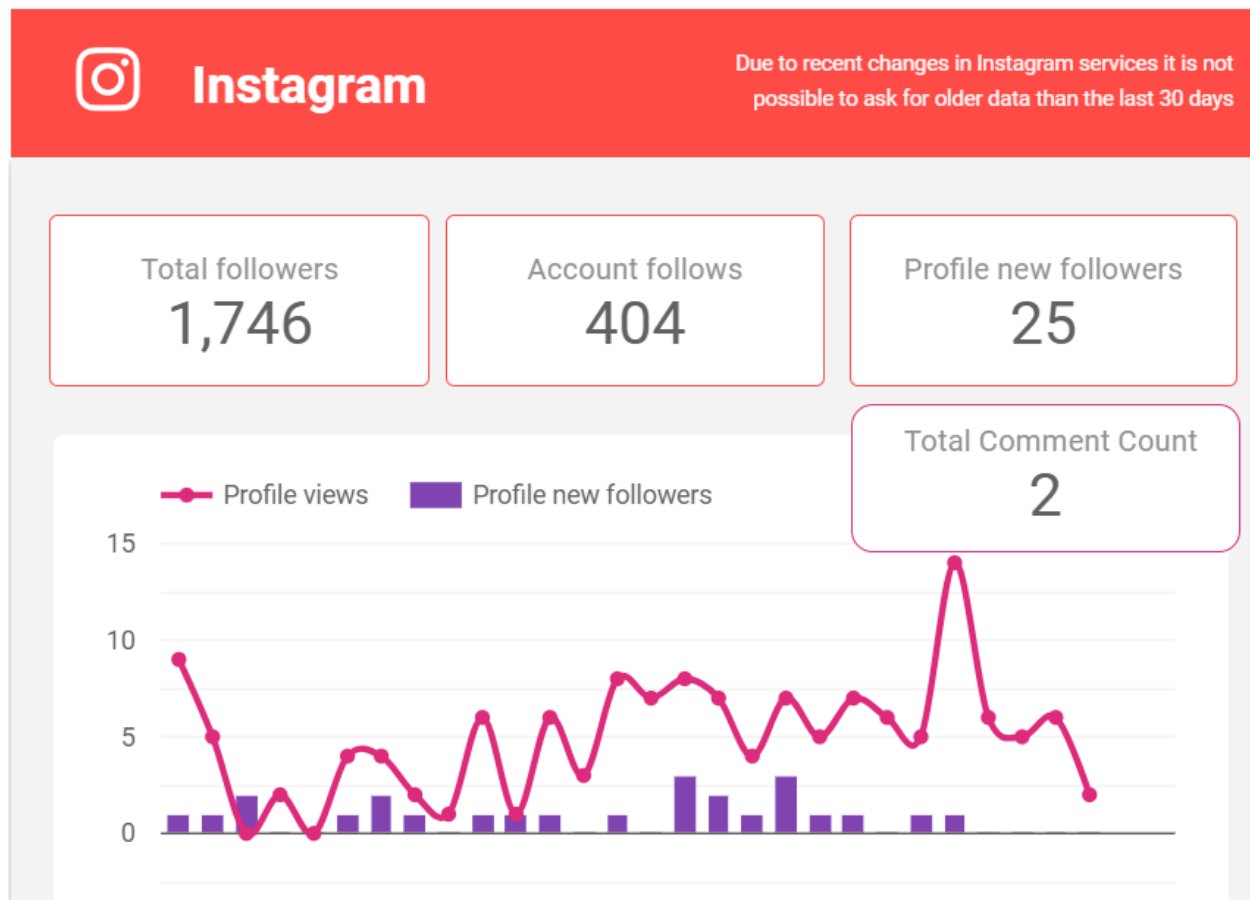 Instagram
Due to recent changes in Instagram services it is not
possible to ask for older data than the last 30 days
Total followers
1,746
Account follows
404
Profile new followers
25
Total Comment Count
2
Profile views
Profile new followers
15
10
5
0